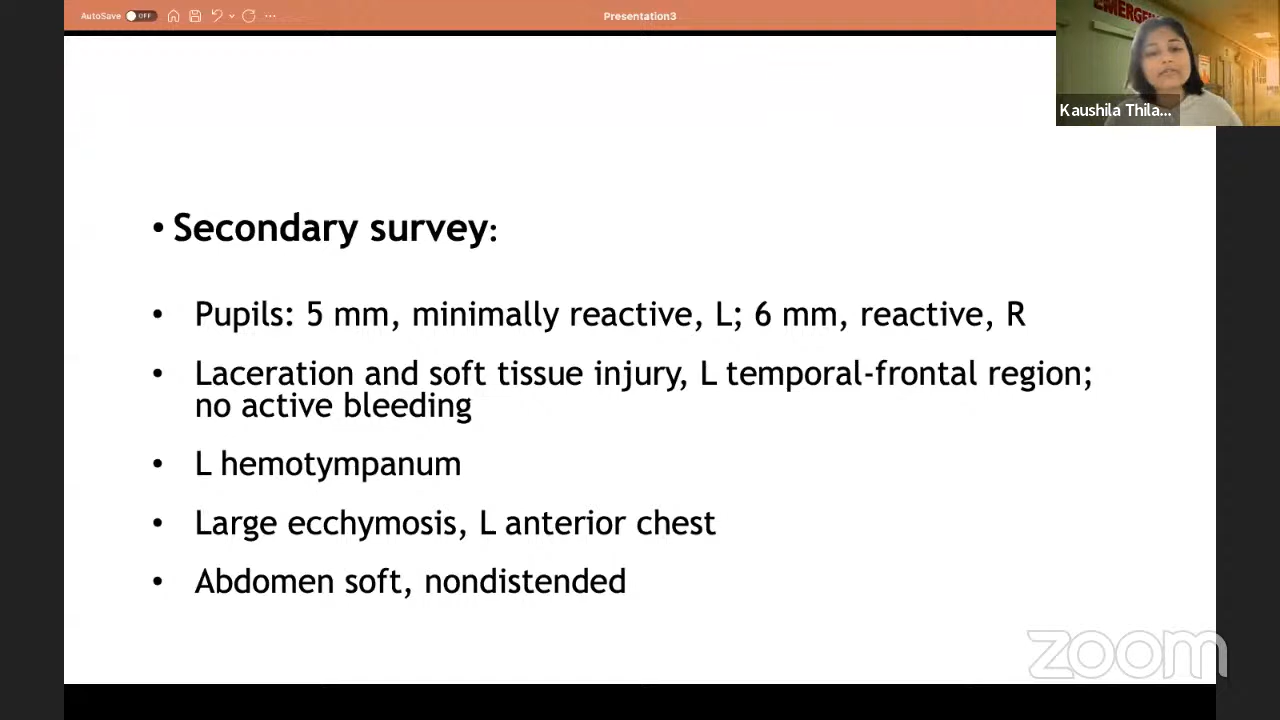 AutoSave OFF
Presentation3
EMERGEN
Kaushila Thila...
• Secondary survey:
• Pupils: 5 mm, minimally reactive, L; 6 mm, reactive, R
• Laceration and soft tissue injury, L temporal-frontal region;
no active bleeding
• L hemotympanum
• Large ecchymosis, L anterior chest
• Abdomen soft, nondistended
zoom